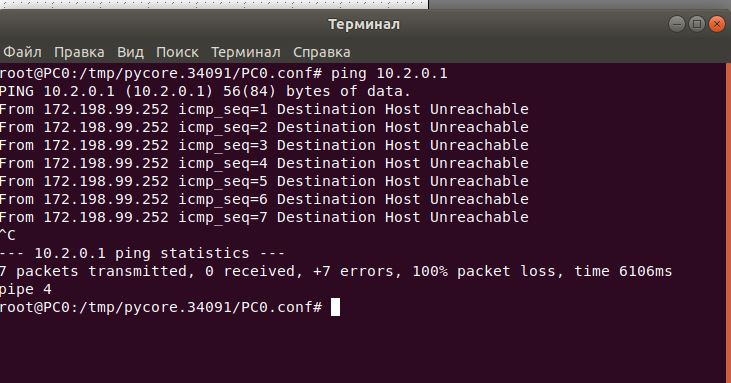 Терминал
Файл Правка Вид Поиск Терминал Справка
root@PC0:/tmp/pycore.34091/PC0.conf# ping 10.2.0.1
PING 10.2.0.1 (10.2.0.1) 56(84) bytes of data.
From 172.198.99.252 icmp_seq=1 Destination Host Unreachable
From 172.198.99.252 icmp_seq=2 Destination Host Unreachable
From 172.198.99.252 icmp_seq=3 Destination Host Unreachable
From 172.198.99.252 icmp_seq=4 Destination Host Unreachable
From 172.198.99.252 icmp_seq=5 Destination Host Unreachable
From 172.198.99.252 icmp_seq=6 Destination Host Unreachable
From 172.198.99.252 icmp_seq=7 Destination Host Unreachable
^C
--- 10.2.0.1 ping statistics ---
7 packets transmitted, 0 received, +7 errors, 100% packet loss, time 6106ms
pipe 4
root@PC0:/tmp/pycore.34091/PC0.conf#